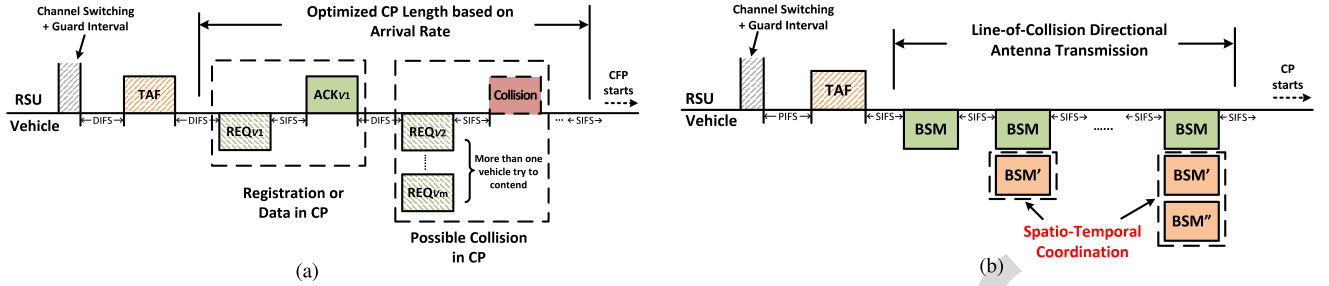 Channel Switching
+ Guard Interval
Optimized CP Length based on
Arrival Rate
RSU
TAF
ACKV1
Collision
CFP
starts
Vehicle
←DIFS→
←DIFS→
REQV1
←SIFS→
←DIFS→
REQV2
←SIFS→
...
SIFS→
REQVm
More than one
vehicle try to
contend
Registration or
Data in CP
Possible Collision
in CP
(a)
Channel Switching
+ Guard Interval
Line-of-Collision Directional
Antenna Transmission
RSU
TAF
CP
starts
Vehicle
←PIFS→
←SIFS→
BSM
←SIFS→
BSM
←SIFS→
......
←SIFS→
BSM
←SIFS→
BSM'
BSM'
BSM"
Spatio-Temporal
Coordination
(b)